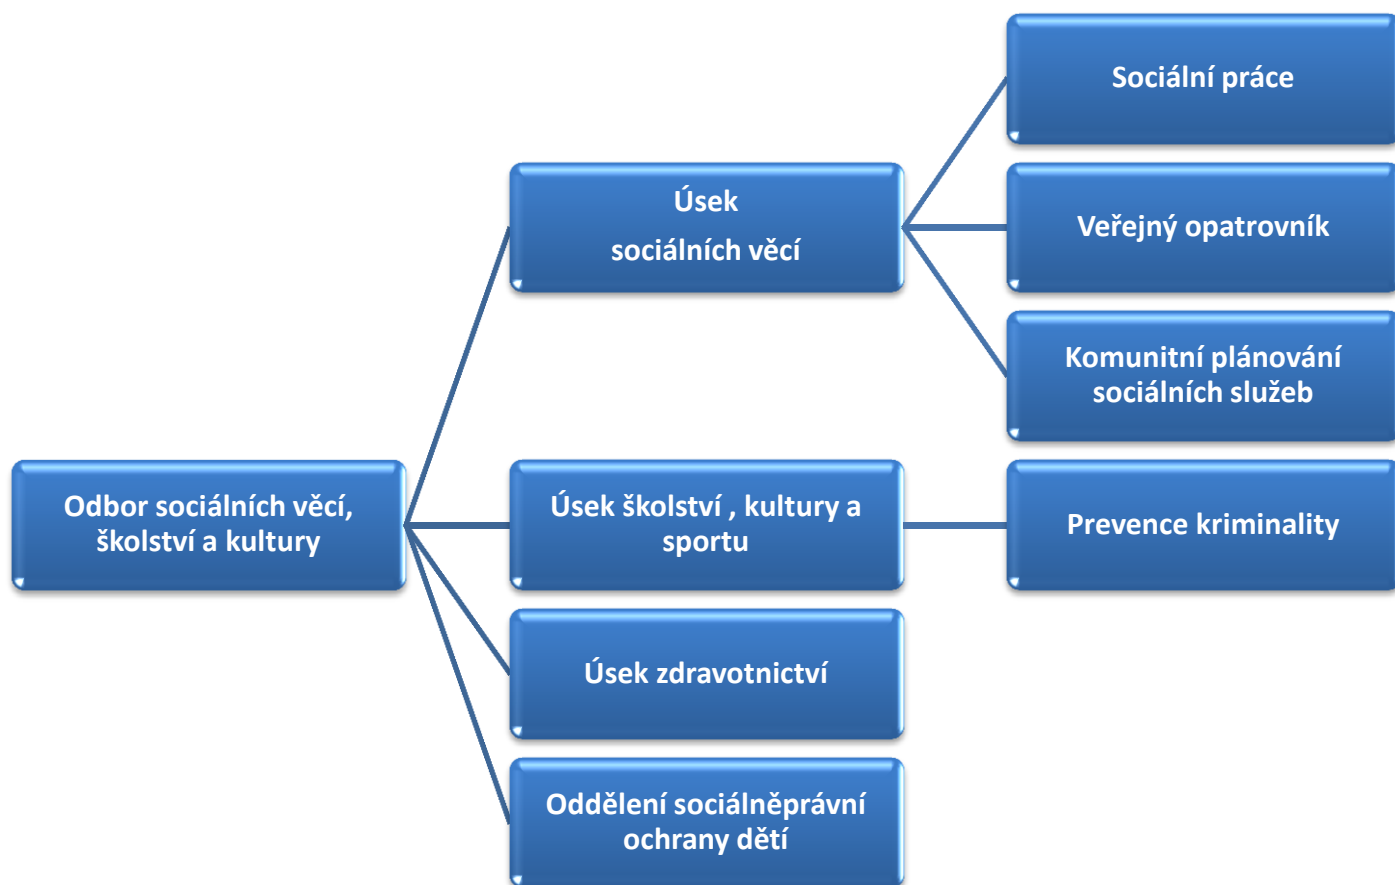 Sociální práce
Úsek
sociálních věcí
Veřejný opatrovník
Komunitní plánování
sociálních služeb
Odbor sociálních věcí,
školství a kultury
Úsek školství , kultury a
sportu
Prevence kriminality
Úsek zdravotnictví
Oddělení sociálněprávní
ochrany dětí